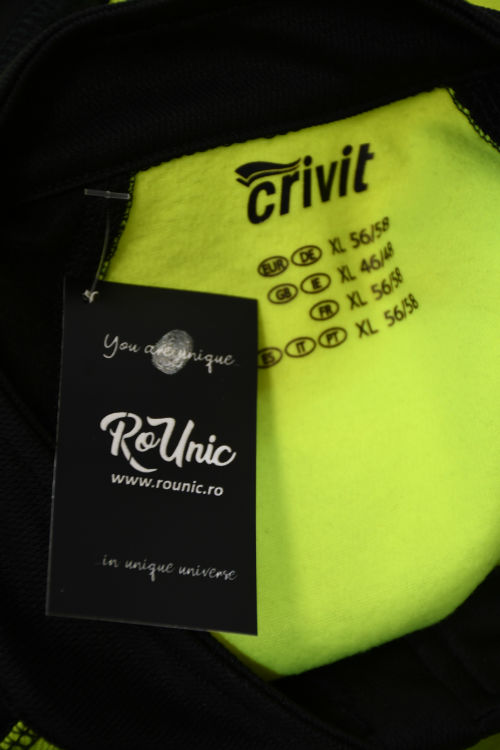 crivit
EUR DE XL 56/58
GB IE XL 46/48
FR XL 56/58
ES IT PT XL 56/58
You are unique
RoUnic
www.rounic.ro
..in unique universe